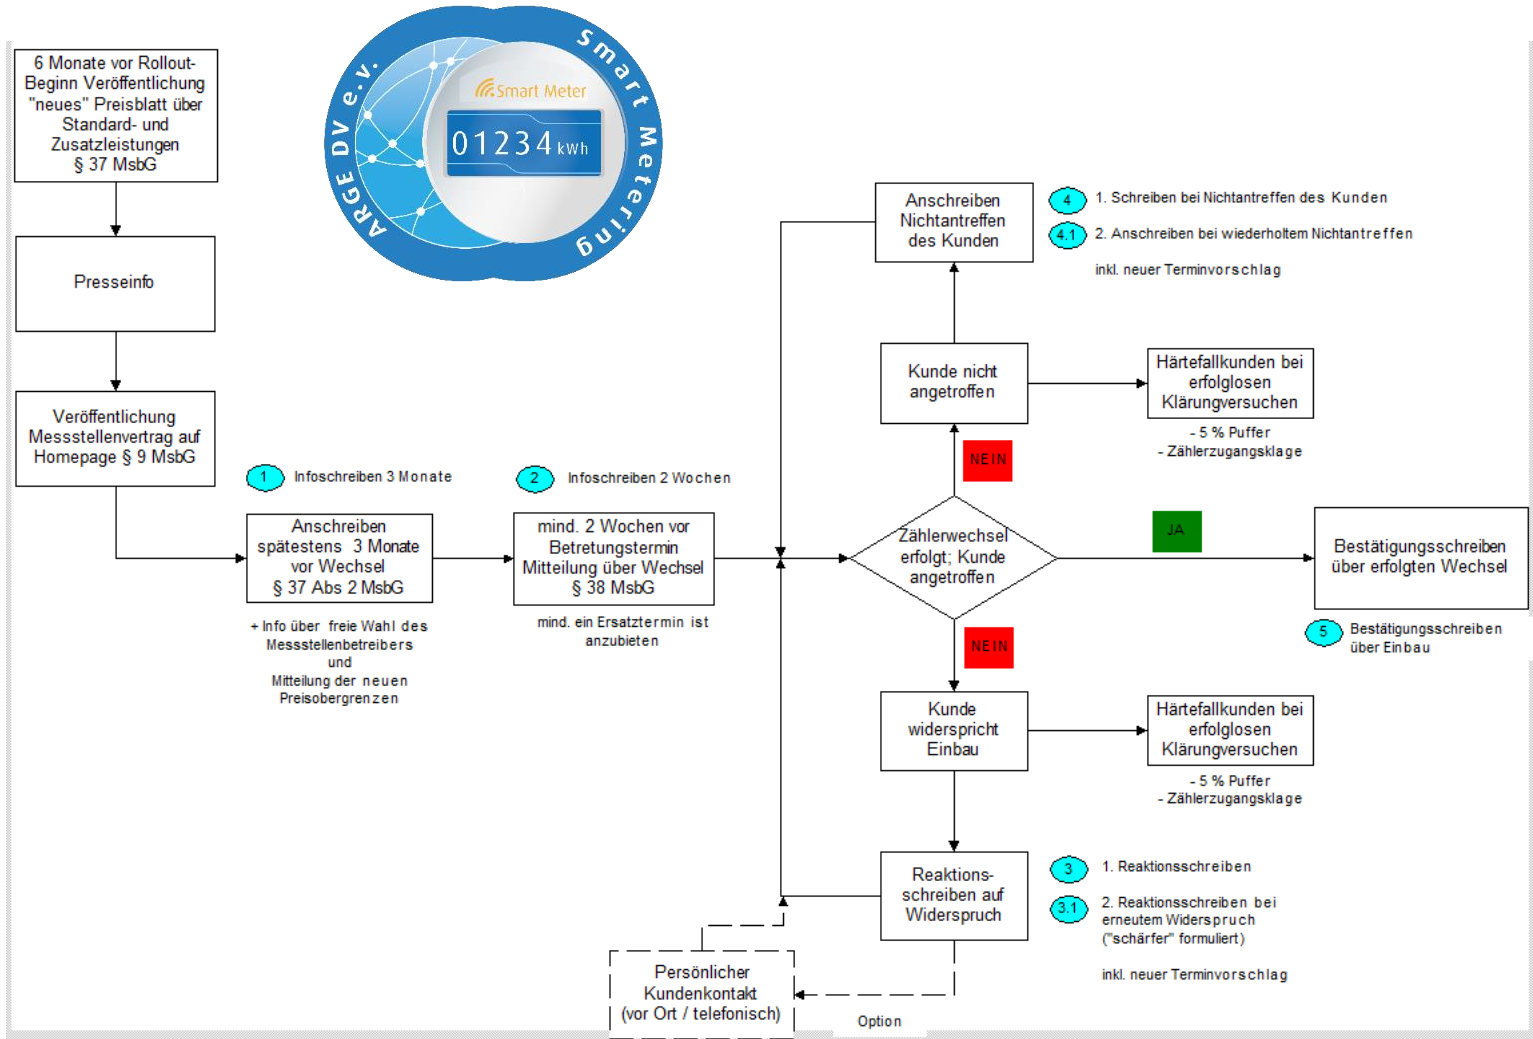 6 Monate vor Rollout-
Beginn Veröffentlichung
"neues" Preisblatt über
Standard- und
Zusatzleistungen
§ 37 MsbG
Presseinfo
Veröffentlichung
Messstellenvertrag auf
Homepage § 9 MsbG
ARGE DV e.v.
Smart Metering
Smart Meter
01234 kWh
1
Infoschreiben 3 Monate
Anschreiben
spätestens 3 Monate
vor Wechsel
§ 37 Abs 2 MsbG
+ Info über freie Wahl des
Messstellenbetreibers
und
Mitteilung der neuen
Preisobergrenzen
2
Infoschreiben 2 Wochen
mind. 2 Wochen vor
Betretungstermin
Mitteilung über Wechsel
§ 38 MsbG
mind. ein Ersatztermin ist
anzubieten
Anschreiben
Nichtantreffen
des Kunden
4
1. Schreiben bei Nichtantreffen des Kunden
4.1
2. Anschreiben bei wiederholtem Nichtantreffen
inkl. neuer Terminvorschlag
Kunde nicht
angetroffen
Härtefallkunden bei
erfolglosen
Klärungversuchen
- 5 % Puffer
- Zählerzugangsklage
NEIN
Zählerwechsel
erfolgt; Kunde
angetroffen
JA
Bestätigungsschreiben
über erfolgten Wechsel
5
Bestätigungsschreiben
über Einbau
NEIN
Kunde
widerspricht
Einbau
Härtefallkunden bei
erfolglosen
Klärungversuchen
- 5 % Puffer
- Zählerzugangsklage
Reaktions-
schreiben auf
Widerspruch
3
1. Reaktionsschreiben
3.1
2. Reaktionsschreiben bei
erneutem Widerspruch
("schärfer" formuliert)
inkl. neuer Terminvorschlag
Persönlicher
Kundenkontakt
(vor Ort / telefonisch)
Option